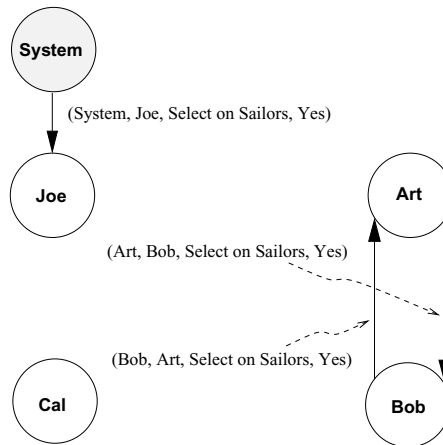 System
(System, Joe, Select on Sailors, Yes)
Joe
Art
(Art, Bob, Select on Sailors, Yes)
(Bob, Art, Select on Sailors, Yes)
Cal
Bob